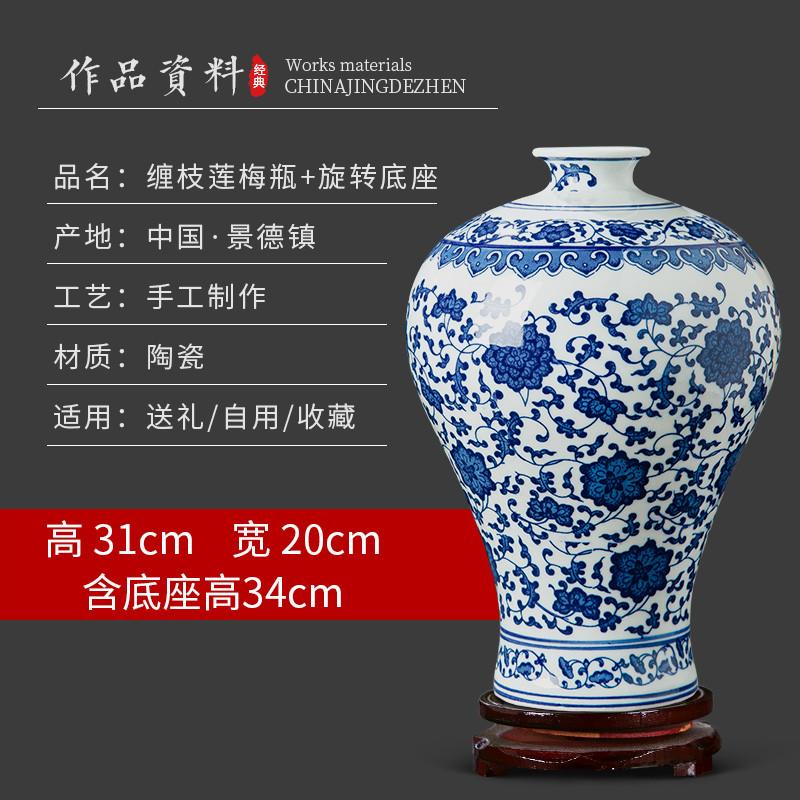 作品資料
经典
Works materials
CHINAJINGDEZHEN
品名：缠枝莲梅瓶+旋转底座
产地：中国·景德镇
工艺：手工制作
材质：陶瓷
适用：送礼/自用/收藏
高 31cm 宽 20cm
含底座高34cm